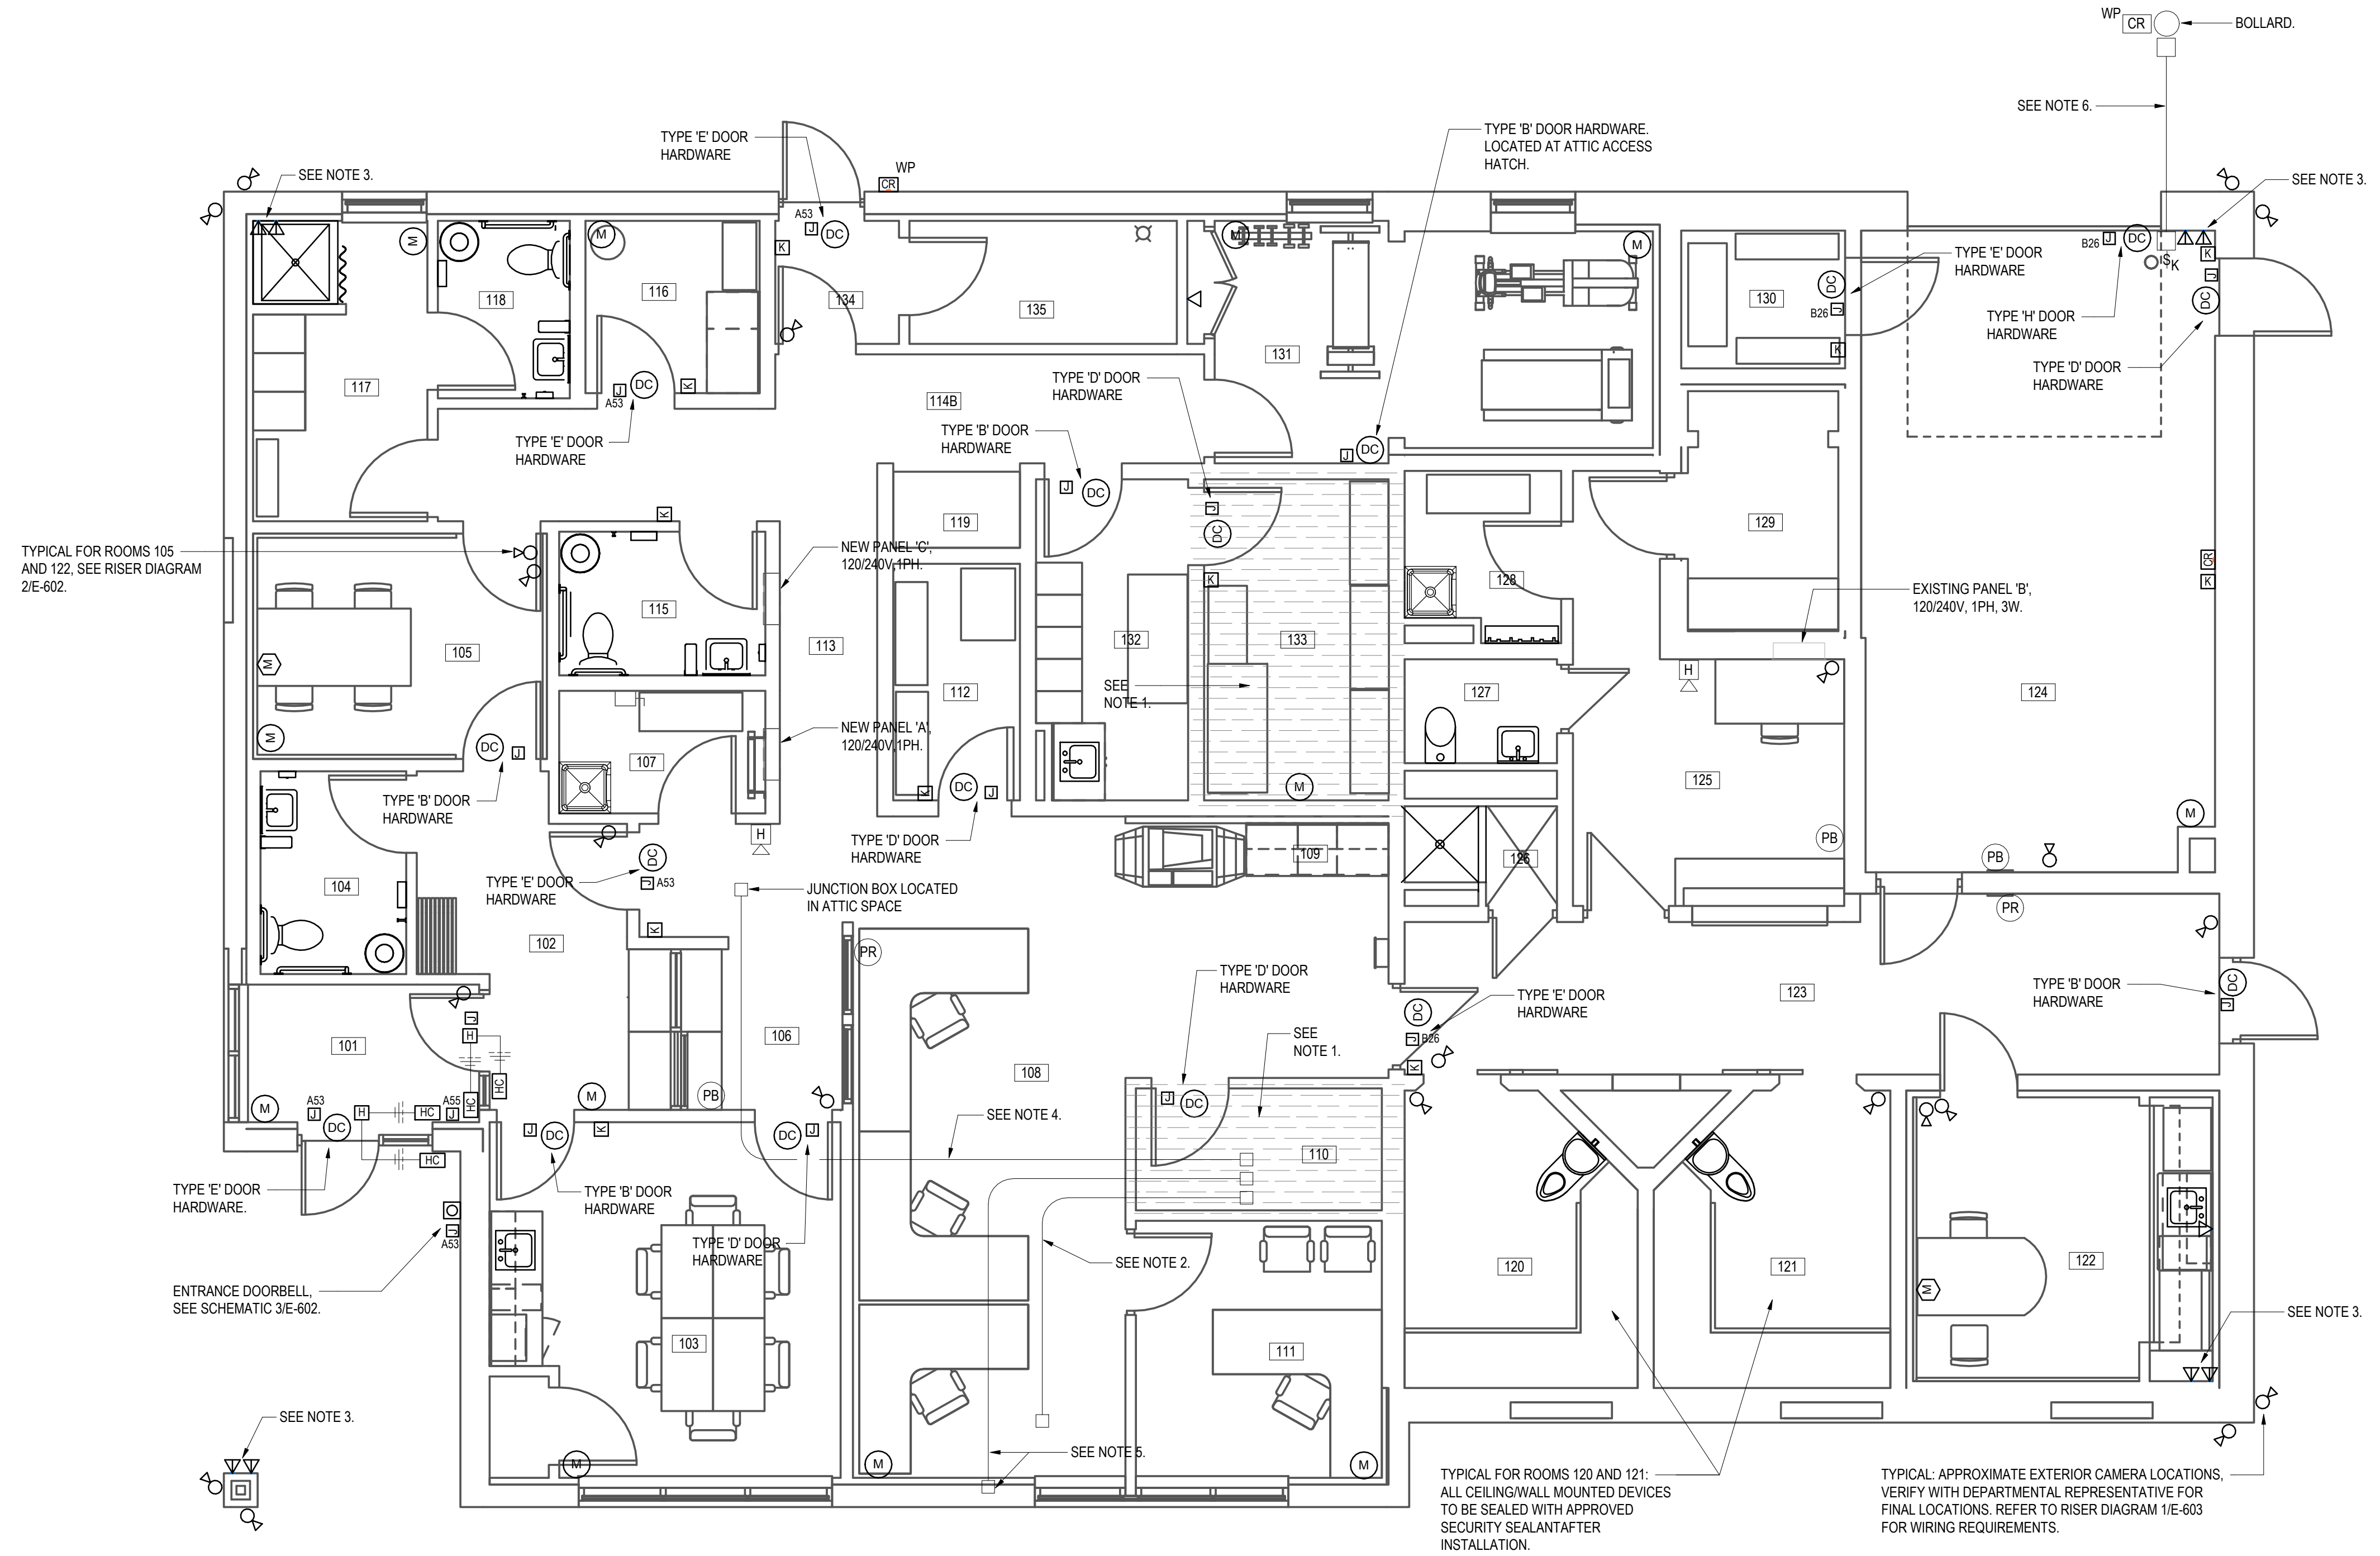 WP
CR
BOLLARD.
SEE NOTE 6.
TYPE 'E' DOOR
HARDWARE
TYPE 'B' DOOR HARDWARE.
LOCATED AT ATTIC ACCESS
HATCH.
WP
CR
SEE NOTE 3.
SEE NOTE 3.
A53
J
DC
K
M
M
M
M
B26
J
DC
K
$K
J
DC
TYPE 'E' DOOR
HARDWARE
DC
B26
J
K
TYPE 'H' DOOR
HARDWARE
TYPE 'D' DOOR
HARDWARE
118
116
134
135
130
131
117
114B
J
A53
DC
K
TYPE 'D' DOOR
HARDWARE
TYPE 'B' DOOR
HARDWARE
TYPE 'E' DOOR
HARDWARE
J
DC
J
DC
J
DC
K
K
119
129
TYPICAL FOR ROOMS 105
AND 122, SEE RISER DIAGRAM
2/E-602.
NEW PANEL 'C',
120/240V,1PH.
CR
K
128
EXISTING PANEL 'B',
120/240V, 1PH, 3W.
115
113
132
133
105
M
M
112
SEE
NOTE 1.
127
H
124
NEW PANEL 'A',
120/240V,1PH.
DC
J
107
125
K
DC
J
M
M
TYPE 'B' DOOR
HARDWARE
TYPE 'D' DOOR
HARDWARE
H
PB
PB
109
126
DC
J
A53
TYPE 'E' DOOR
HARDWARE
JUNCTION BOX LOCATED
IN ATTIC SPACE
104
K
PR
PR
102
TYPE 'D' DOOR
HARDWARE
TYPE 'E' DOOR
HARDWARE
123
TYPE 'B' DOOR
HARDWARE
DC
J
DC
J
B26
K
J
H
101
106
SEE
NOTE 1.
108
HC
HC
M
A53
J
DC
H
HC
A55
J
HC
M
PB
J
DC
SEE NOTE 4.
J
DC
K
DC
J
110
TYPE 'E' DOOR
HARDWARE.
TYPE 'B' DOOR
HARDWARE
J
A53
TYPE 'D' DOOR
HARDWARE
SEE NOTE 2.
120
121
122
M
ENTRANCE DOORBELL,
SEE SCHEMATIC 3/E-602.
SEE NOTE 3.
103
111
SEE NOTE 3.
M
M
SEE NOTE 5.
M
TYPICAL FOR ROOMS 120 AND 121:
ALL CEILING/WALL MOUNTED DEVICES
TO BE SEALED WITH APPROVED
SECURITY SEALANTAFTER
INSTALLATION.
TYPICAL: APPROXIMATE EXTERIOR CAMERA LOCATIONS,
VERIFY WITH DEPARTMENTAL REPRESENTATIVE FOR
FINAL LOCATIONS. REFER TO RISER DIAGRAM 1/E-603
FOR WIRING REQUIREMENTS.